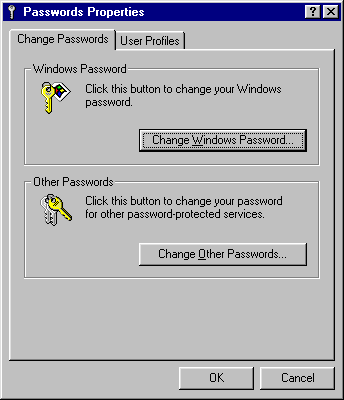 Passwords Properties
Change Passwords
User Profiles
Windows Password
Click this button to change your Windows
password.
Change Windows Password...
Other Passwords
Click this button to change your password
for other password-protected services.
Change Other Passwords...
OK
Cancel